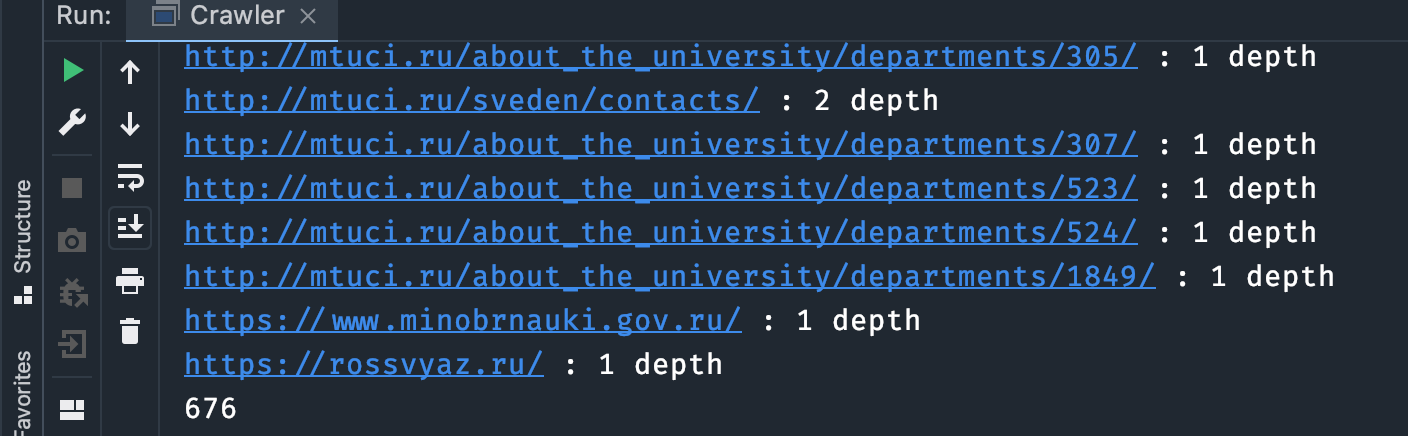 Run: Crawler ×
http://mtuci.ru/about_the_university/departments/305/ : 1 depth
http://mtuci.ru/sveden/contacts/ : 2 depth
http://mtuci.ru/about_the_university/departments/307/ : 1 depth
http://mtuci.ru/about_the_university/departments/523/ : 1 depth
http://mtuci.ru/about_the_university/departments/524/ : 1 depth
http://mtuci.ru/about_the_university/departments/1849/ : 1 depth
https://www.minobrnauki.gov.ru/ : 1 depth
https://rossvyaz.ru/ : 1 depth
676
Structure
Favorites